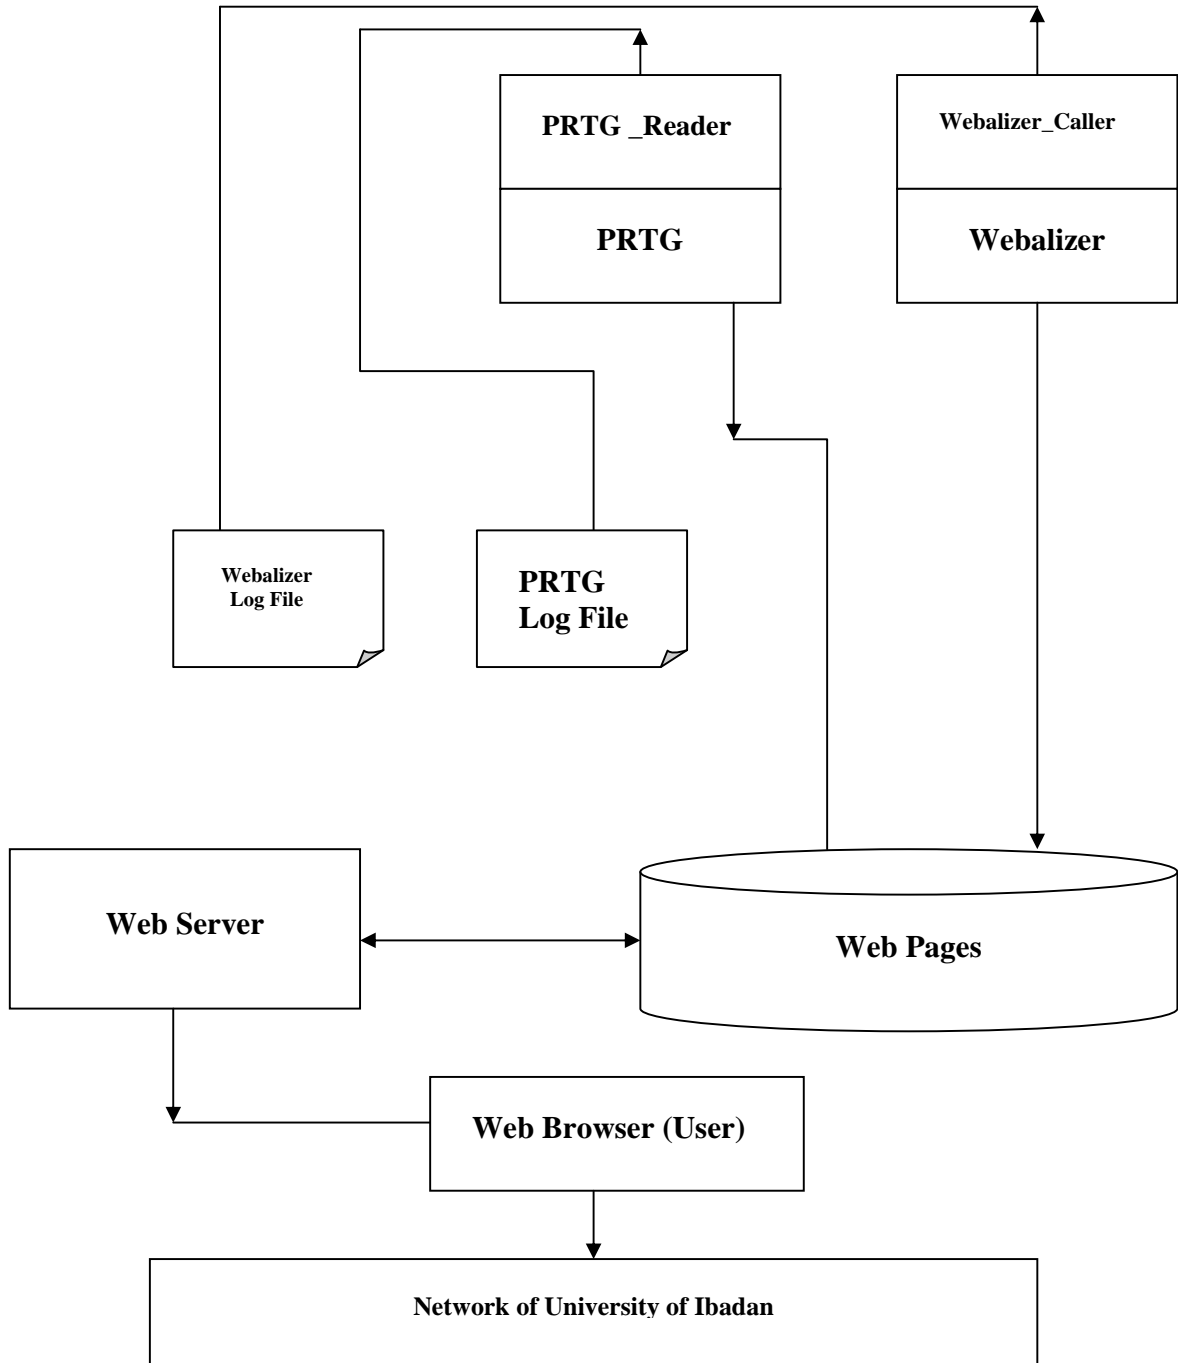 PRTG _Reader
Webalizer_Caller
PRTG
Webalizer
Webalizer
Log File
PRTG
Log File
Web Server
Web Pages
Web Browser (User)
Network of University of Ibadan